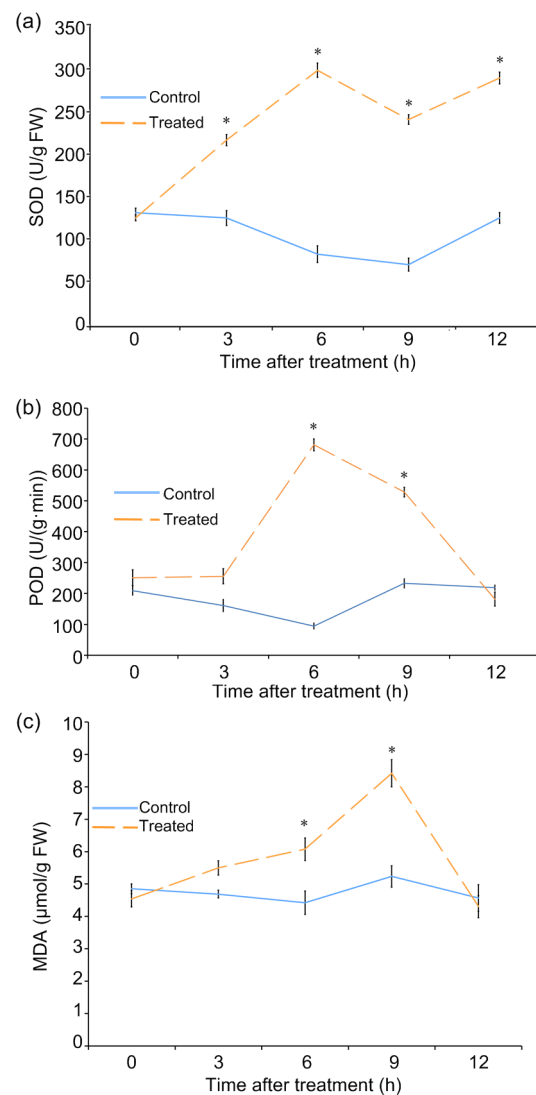 (a)
SOD (U/g FW)
350
300
250
200
150
100
50
0
Control
Treated
*
*
*
*
0 3 6 9 12
Time after treatment (h)
(b)
POD (U/(g·min))
800
700
600
500
400
300
200
100
0
Control
Treated
*
*
0 3 6 9 12
Time after treatment (h)
(c)
MDA (μmol/g FW)
10
9
8
7
6
5
4
3
2
1
0
Control
Treated
*
*
0 3 6 9 12
Time after treatment (h)